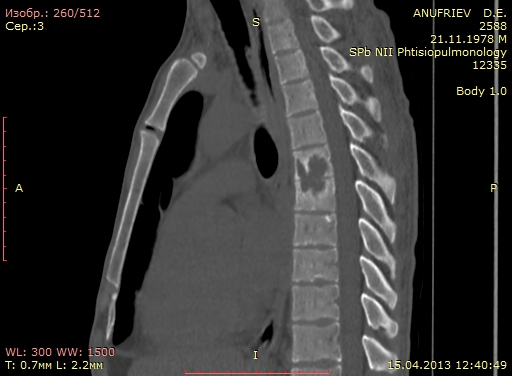 Изобр.: 260/512
Сер.:3
S
ANUFRIEV D.E.
2588
21.11.1978 M
SPb NII Phtisiopulmonology
12335
Body 1.0
A
P
WL: 300 WW: 1500
T: 0.7мм L: 2.2мм
I
15.04.2013 12:40:49